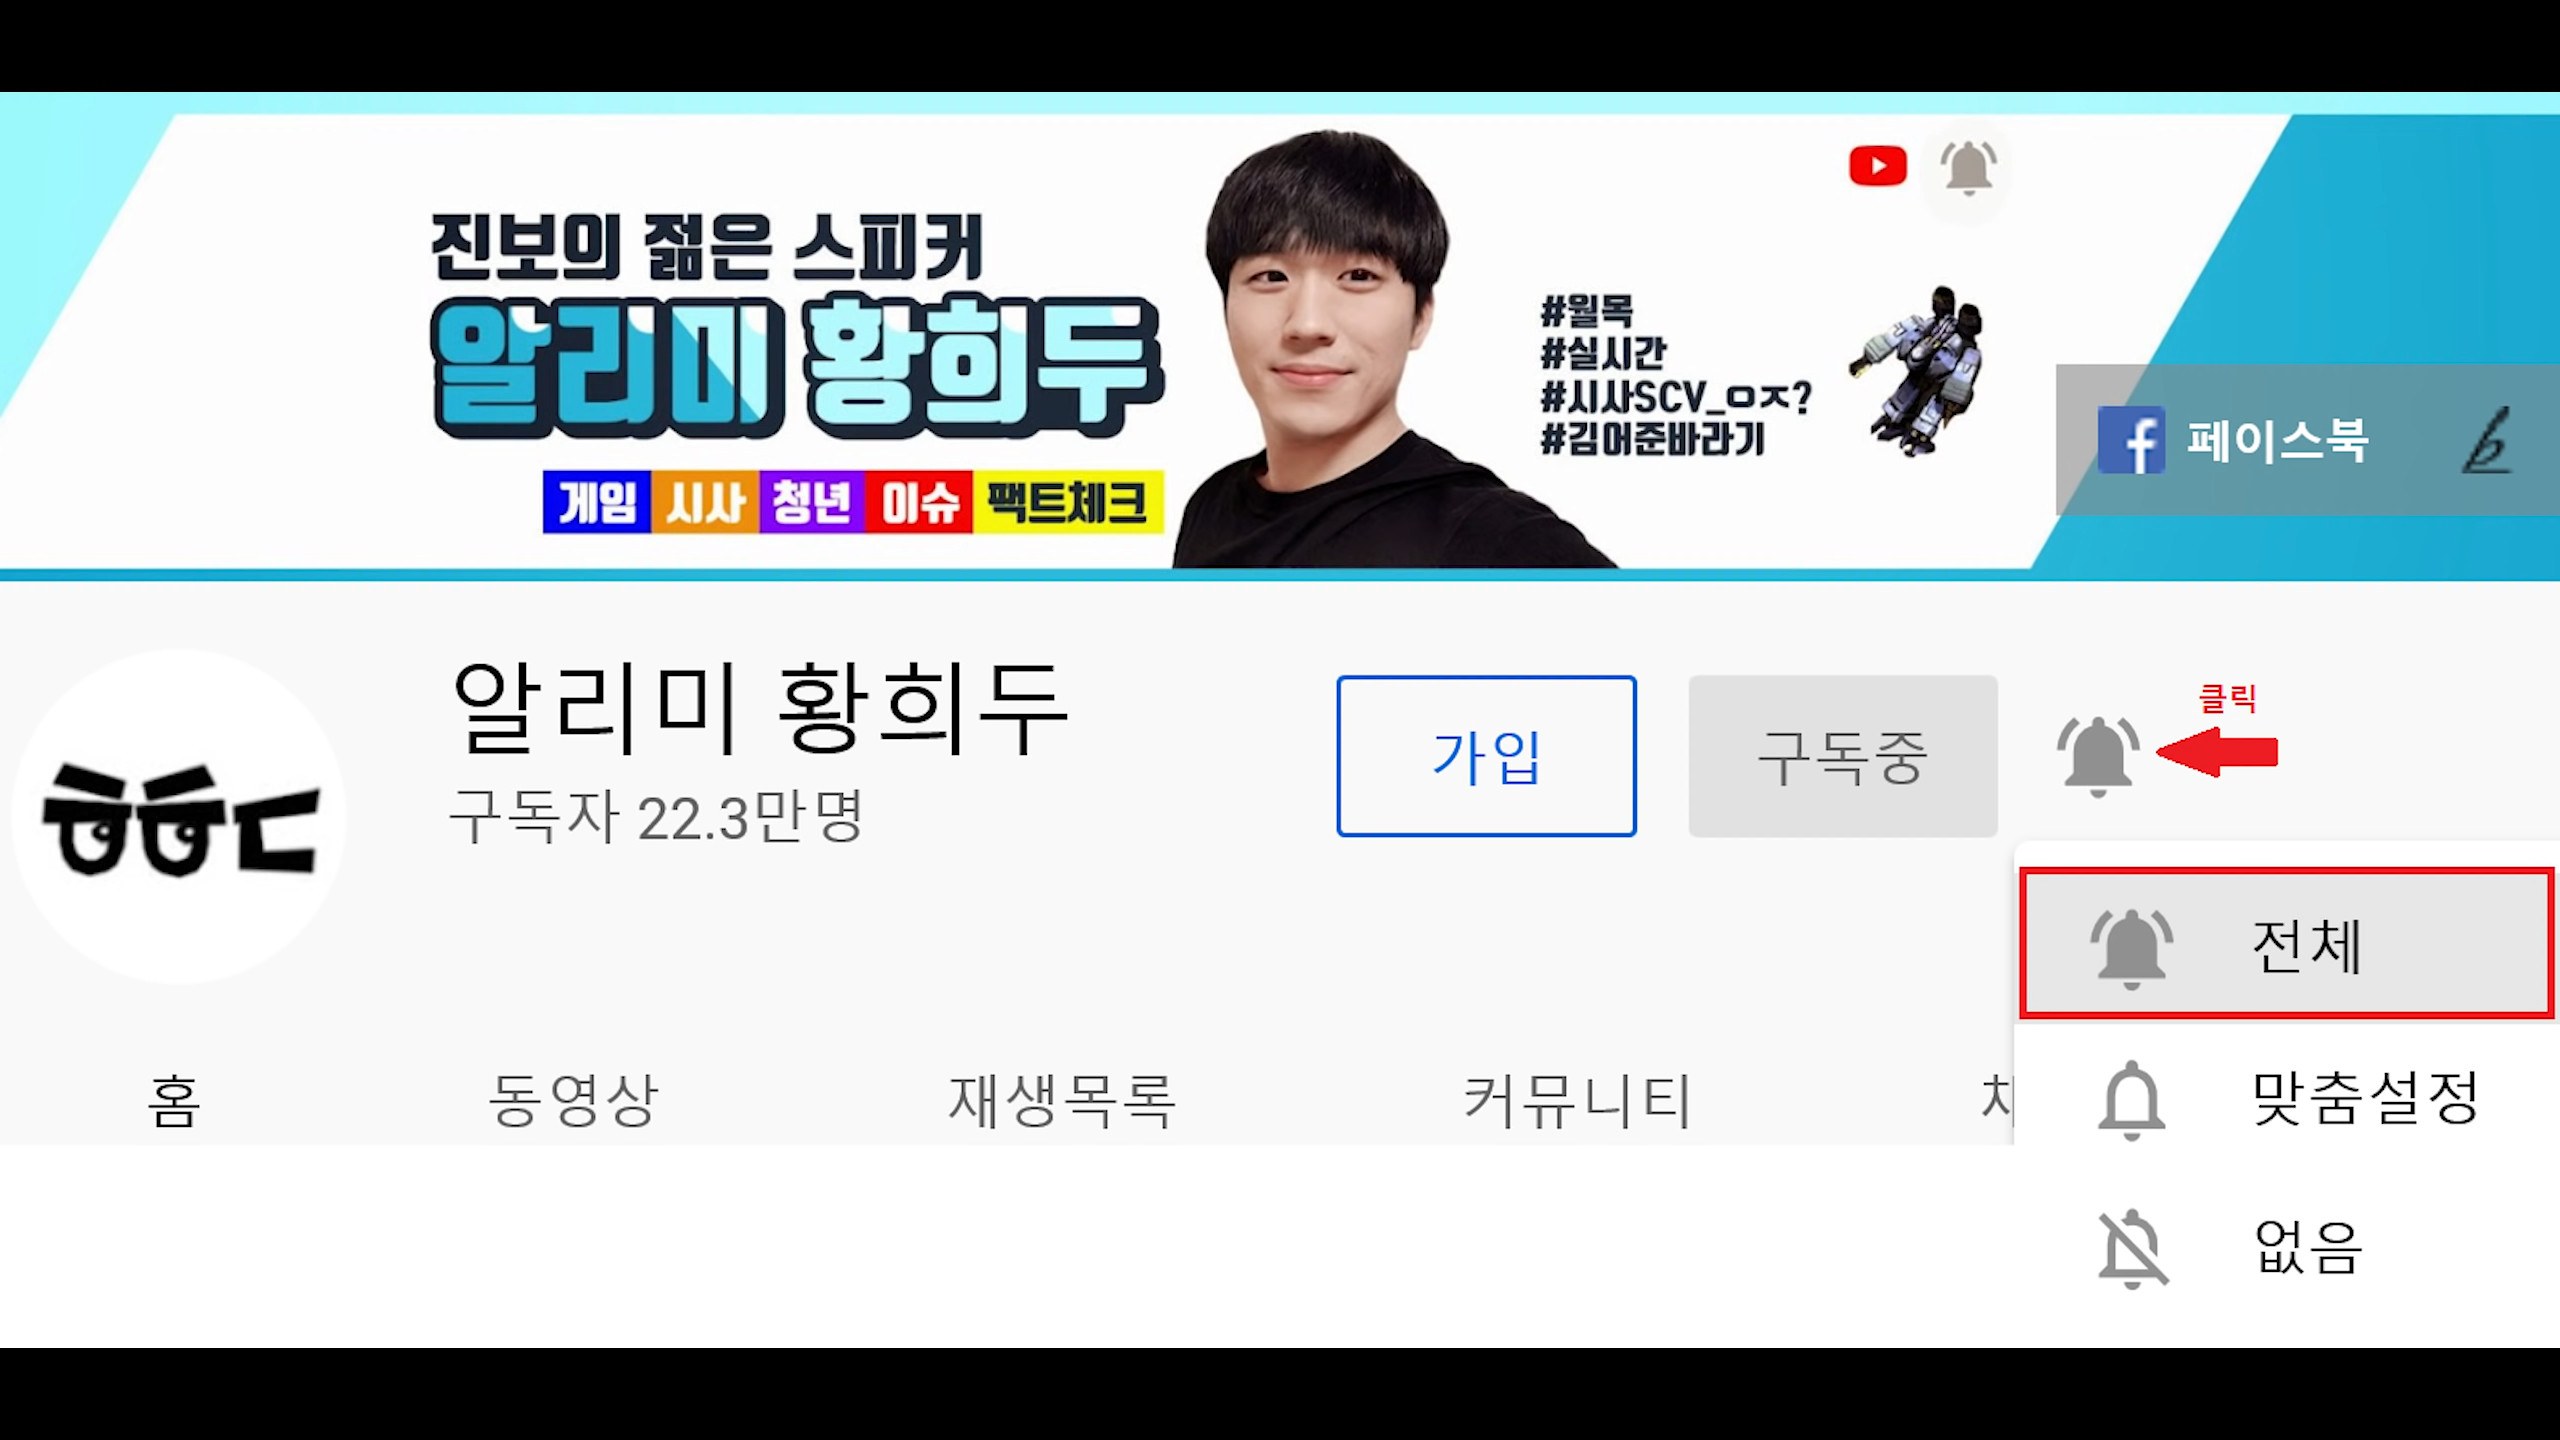 진보의 젊은 스피커
알리미 황희두
게임 시사 청년 이슈 팩트체크
#월목
#실시간
#시사SCV_ㅇㅈ?
#김어준바라기
페이스북
ㅎㅎㄷ
알리미 황희두
구독자 22.3만명
가입
구독중
클릭
전체
맞춤설정
없음
홈
동영상
재생목록
커뮤니티